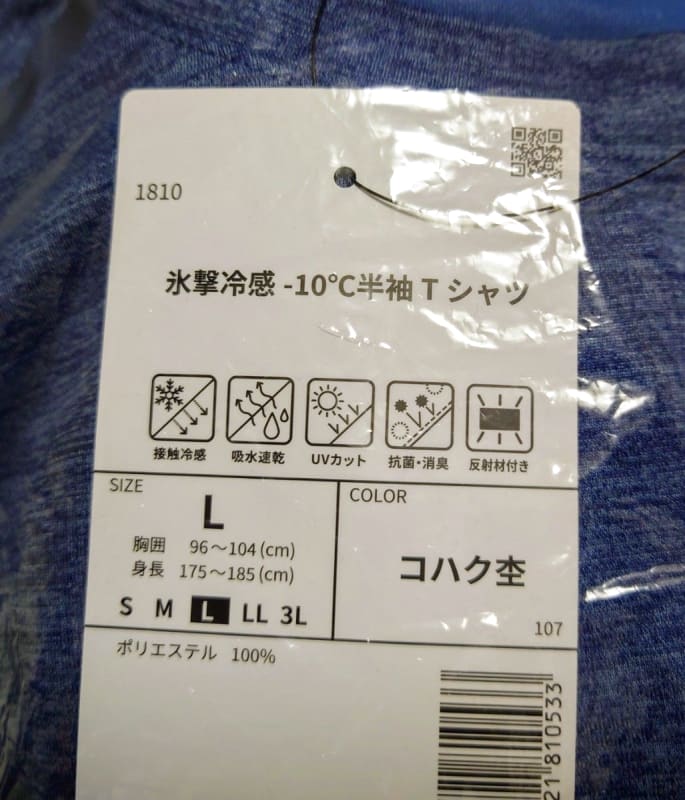 1810
氷撃冷感 -10℃半袖 T シャツ
接触冷感 吸水速乾 UVカット 抗菌・消臭 反射材付き
SIZE
L
胸囲 96～104(cm)
身長 175～185(cm)
S M L LL 3L
COLOR
コハク杢
107
ポリエステル 100%
21 810533